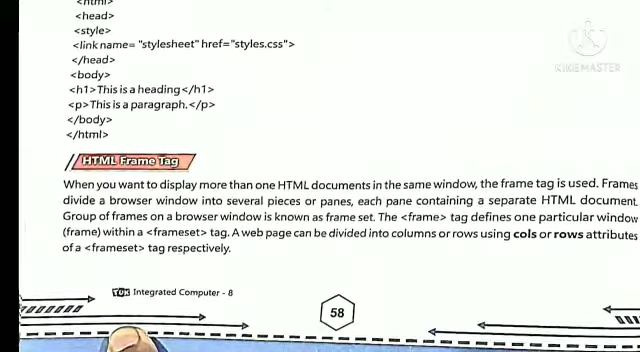 <html>
<head>
<style>
<link name= "stylesheet" href="styles.css">
</head>
<body>
<h1>This is a heading</h1>
<p>This is a paragraph.</p>
</body>
</html>
HTML Frame Tag
When you want to display more than one HTML documents in the same window, the frame tag is used. Frames
divide a browser window into several pieces or panes, each pane containing a separate HTML document.
Group of frames on a browser window is known as frame set. The <frame> tag defines one particular window
(frame) within a <frameset> tag. A web page can be divided into columns or rows using cols or rows attributes
of a <frameset> tag respectively.
Integrated Computer - 8
58
KINEMASTER